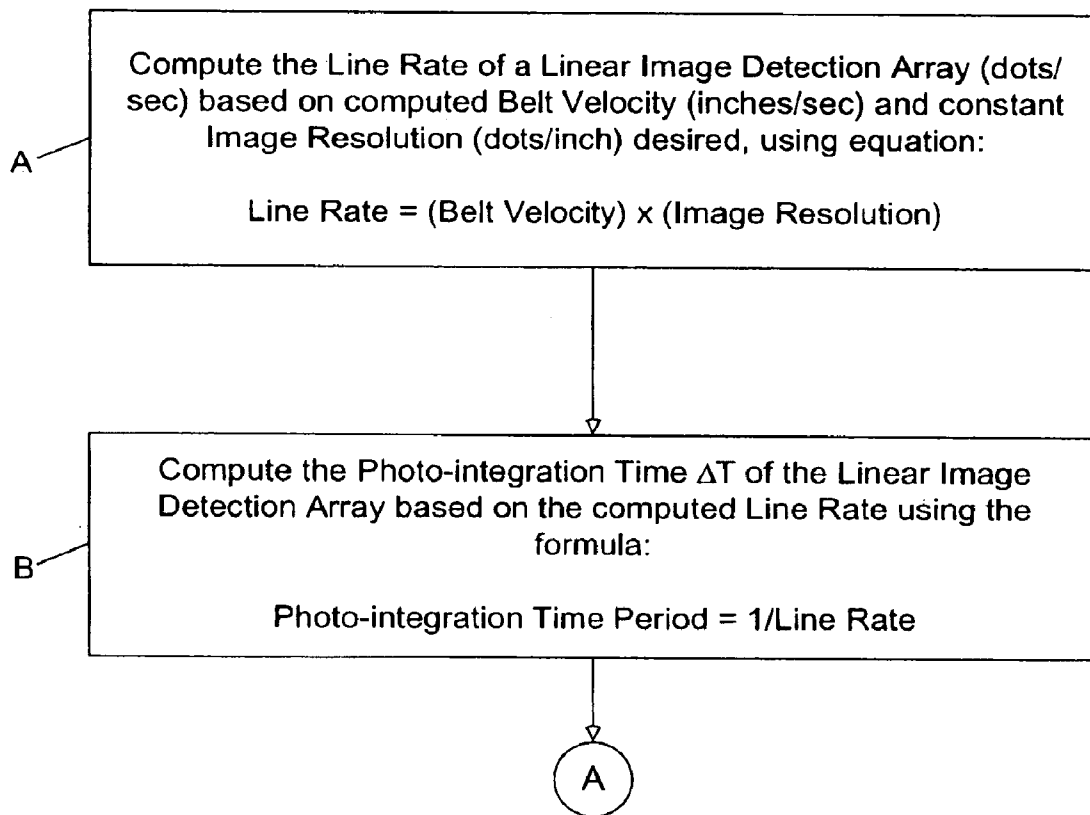 Compute the Line Rate of a Linear Image Detection Array (dots/
sec) based on computed Belt Velocity (inches/sec) and constant
Image Resolution (dots/inch) desired, using equation:
Line Rate = (Belt Velocity) x (Image Resolution)
A
Compute the Photo-integration Time ΔT of the Linear Image
Detection Array based on the computed Line Rate using the
formula:
Photo-integration Time Period = 1/Line Rate
B
A